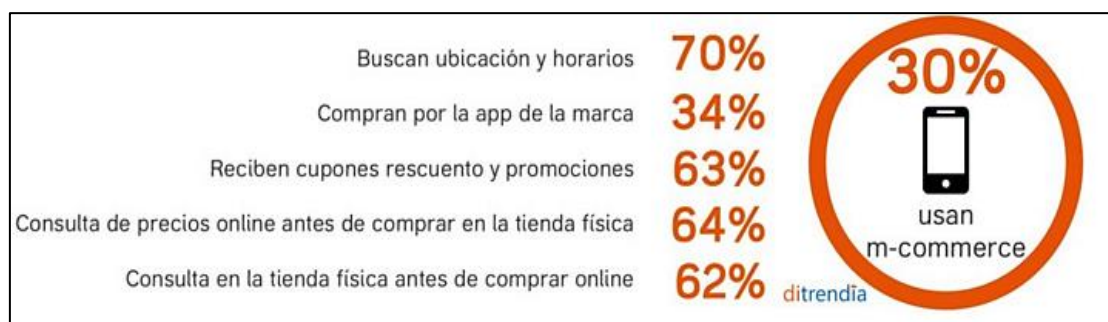 Buscan ubicación y horarios 70%
Compran por la app de la marca 34%
Reciben cupones rescuento y promociones 63%
Consulta de precios online antes de comprar en la tienda física 64%
Consulta en la tienda física antes de comprar online 62%
ditrendia
30%
usan
m-commerce